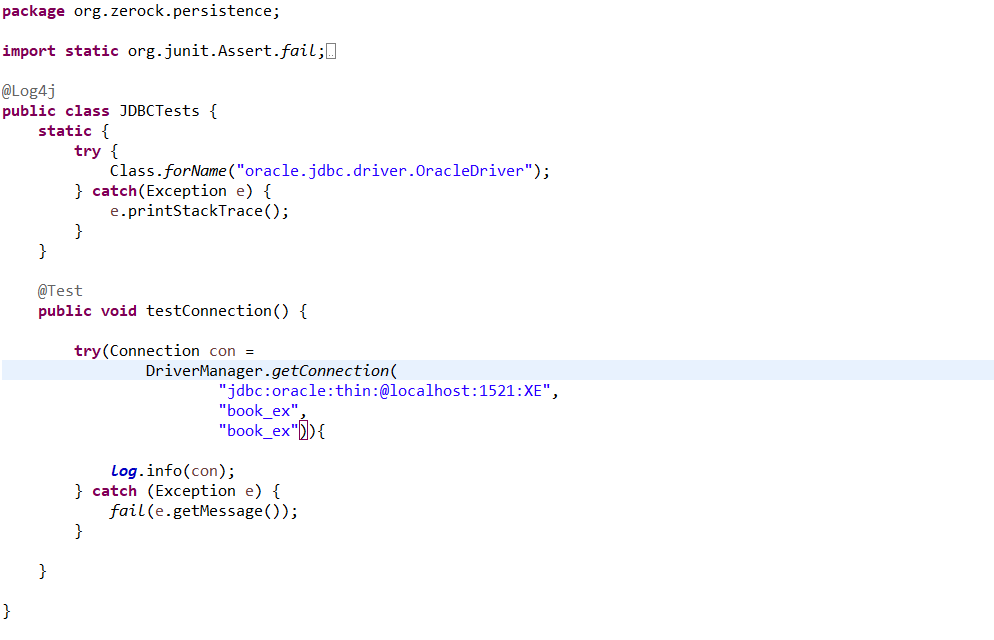 package org.zerock.persistence;
import static org.junit.Assert.fail;
@Log4j
public class JDBCTests {
static {
try {
Class.forName("oracle.jdbc.driver.OracleDriver");
} catch(Exception e) {
e.printStackTrace();
}
}
@Test
public void testConnection() {
try(Connection con =
DriverManager.getConnection(
"jdbc:oracle:thin:@localhost:1521:XE",
"book_ex",
"book_ex")){
log.info(con);
} catch (Exception e) {
fail(e.getMessage());
}
}
}